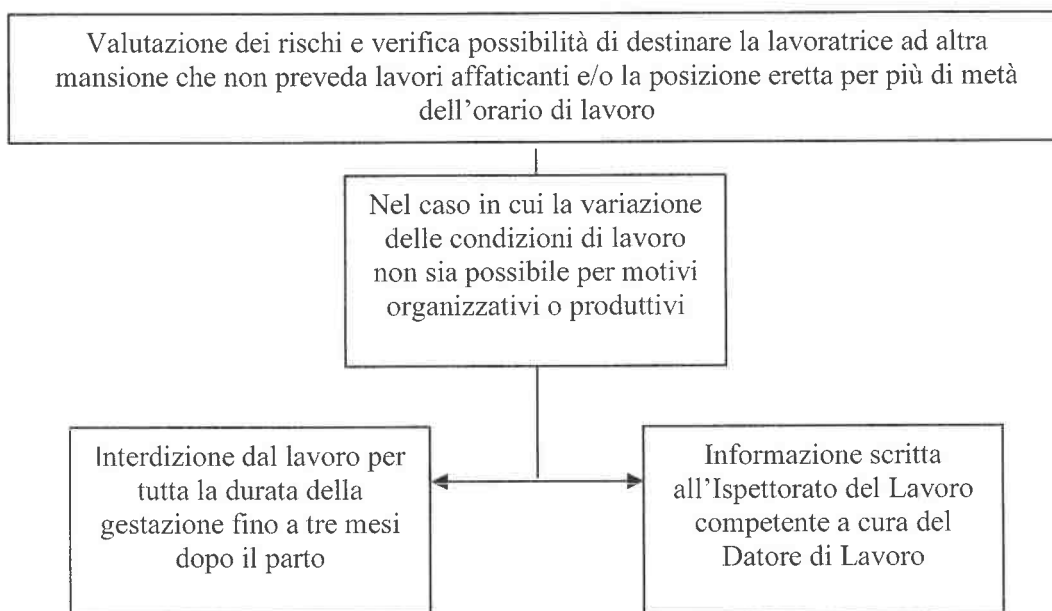 Valutazione dei rischi e verifica possibilità di destinare la lavoratrice ad altra
mansione che non preveda lavori affaticanti e/o la posizione eretta per più di metà
dell'orario di lavoro
Nel caso in cui la variazione
delle condizioni di lavoro
non sia possibile per motivi
organizzativi o produttivi
Interdizione dal lavoro per
tutta la durata della
gestazione fino a tre mesi
dopo il parto
Informazione scritta
all'Ispettorato del Lavoro
competente a cura del
Datore di Lavoro